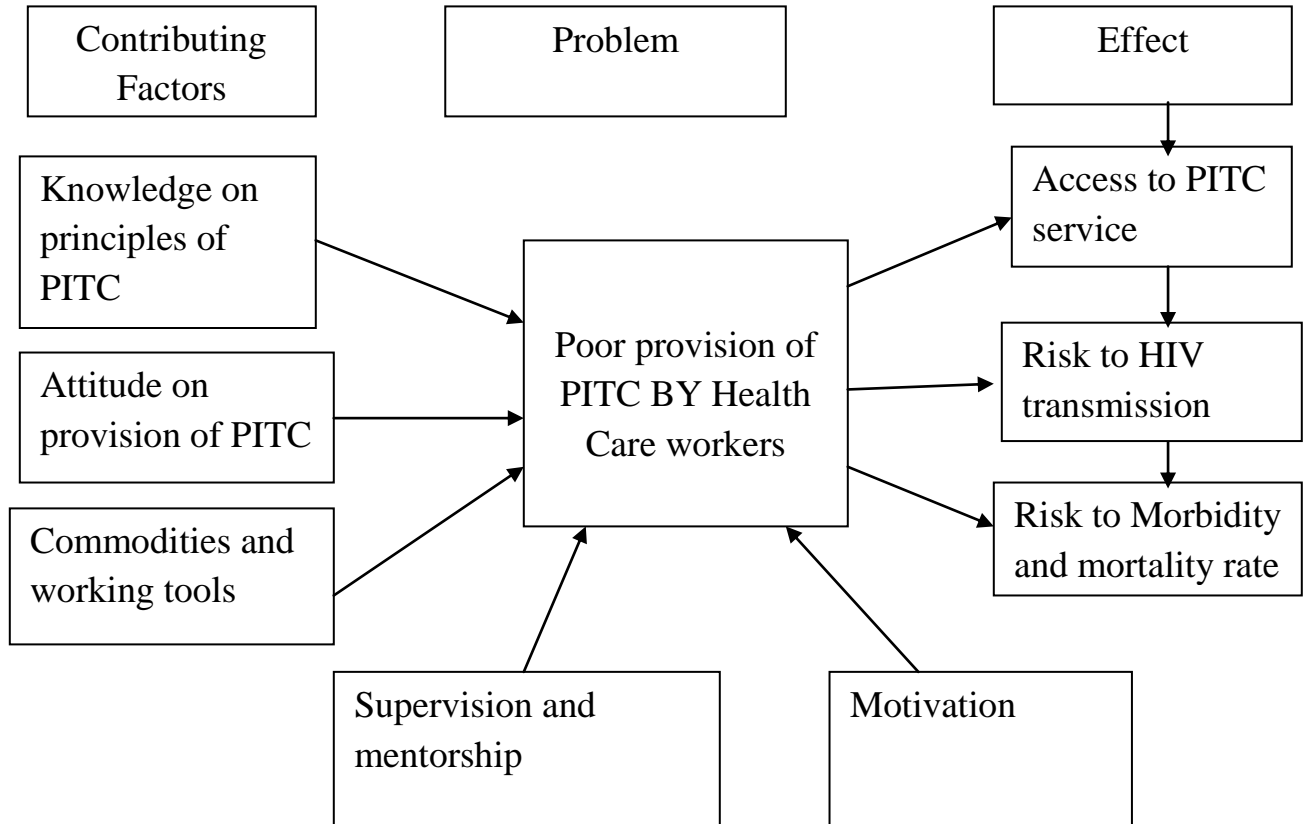 Contributing
Factors
Problem
Effect
Knowledge on
principles of
PITC
Attitude on
provision of PITC
Commodities and
working tools
Poor provision of
PITC BY Health
Care workers
Access to PITC
service
Risk to HIV
transmission
Risk to Morbidity
and mortality rate
Supervision and
mentorship
Motivation